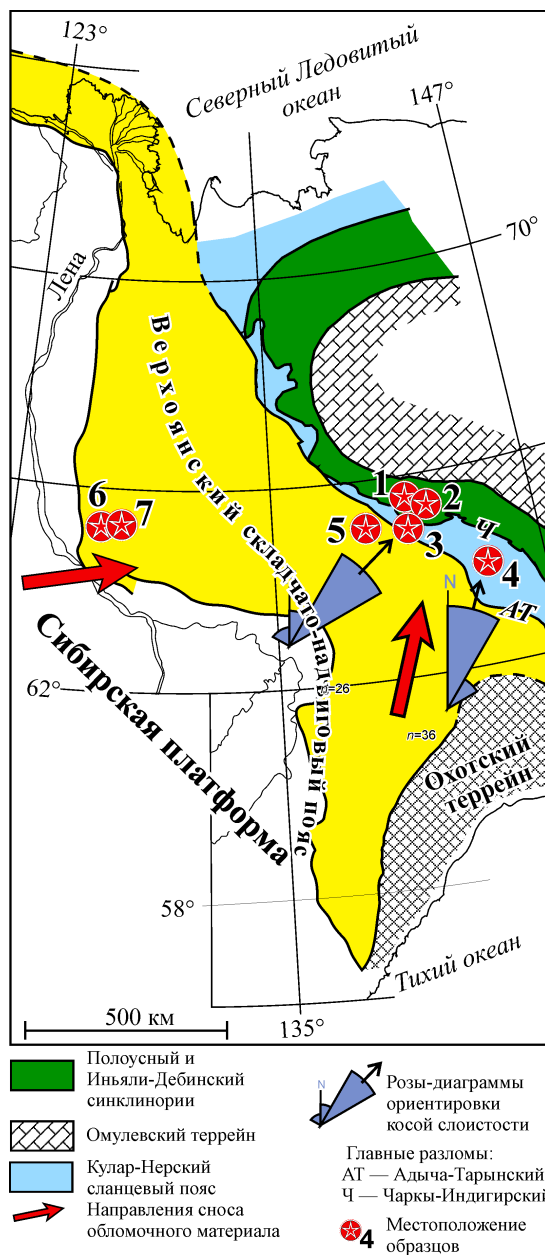 123°
Северный Ледовитый
океан
147°
70°
Лена
Верхоянский складчато-надвиговый пояс
1
2
Ч
6
7
5
3
4
N
АТ
Сибирская платформа
62°
n=26
n=36
Охотский
террейн
58°
Тихий океан
500 км
135°
Полоусный и
Иньяли-Дебинский
синклинории
Омулевский террейн
Кулар-Нерский
сланцевый пояс
Направления сноса
обломочного материала
N
Розы-диаграммы
ориентировки
косой слоистости
Главные разломы:
АТ — Адыча-Тарынский
Ч — Чаркы-Индигирский
4
Местоположение
образцов